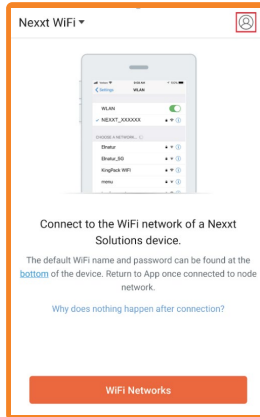 Nexxt WiFi
Settings WLAN
WLAN
NEXXT_XXXXXX
CHOOSE A NETWORK...
Elnatur
Elnatur_5G
KingPack WiFi
menu
Connect to the WiFi network of a Nexxt
Solutions device.
The default WiFi name and password can be found at the
bottom of the device. Return to App once connected to node
network.
Why does nothing happen after connection?
WiFi Networks